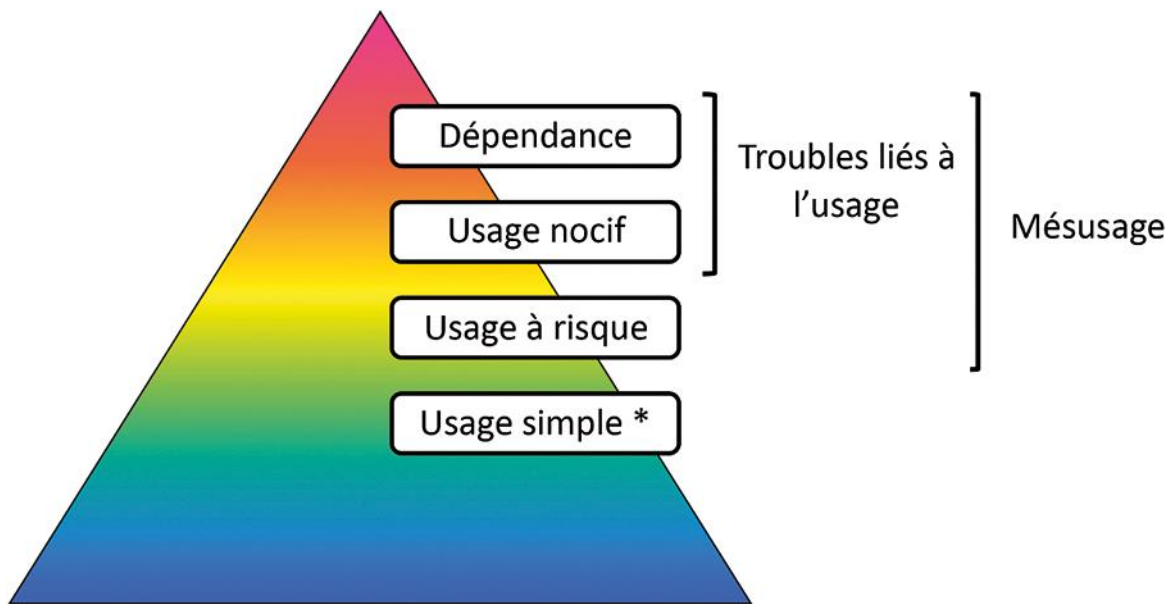 Dépendance
Usage nocif
Usage à risque
Usage simple *
Troubles liés à
l'usage
Mésusage